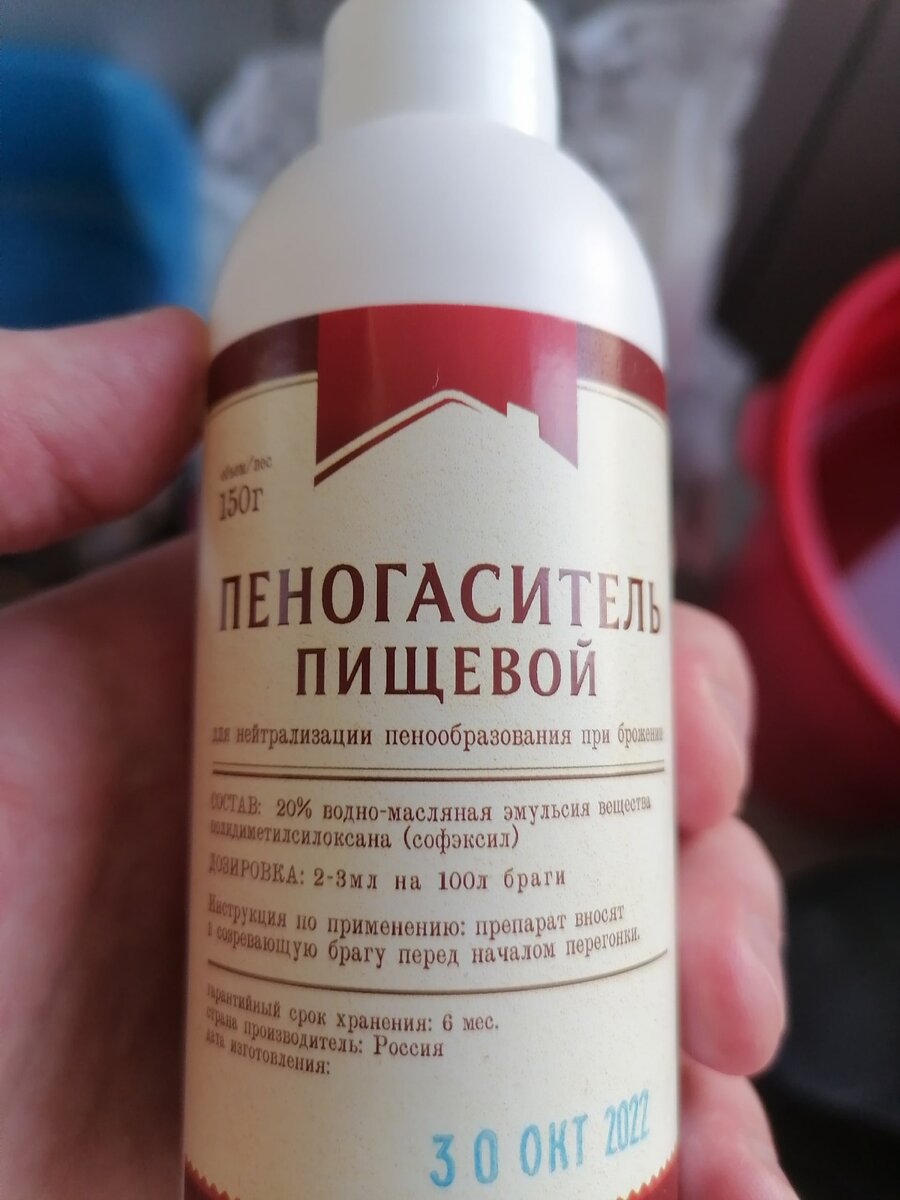 объем/вес
150г
ПЕНОГАСИТЕЛЬ
ПИЩЕВОЙ
для нейтрализации пенообразования при брожении
СОСТАВ: 20% водно-масляная эмульсия вещества
полидиметилсилоксана (софэксил)
ДОЗИРОВКА: 2-3мл на 100л браги
Инструкция по применению: препарат вносят
в созревающую брагу перед началом перегонки.
гарантийный срок хранения: 6 мес.
страна производитель: Россия
дата изготовления:
30 ОКТ 2022